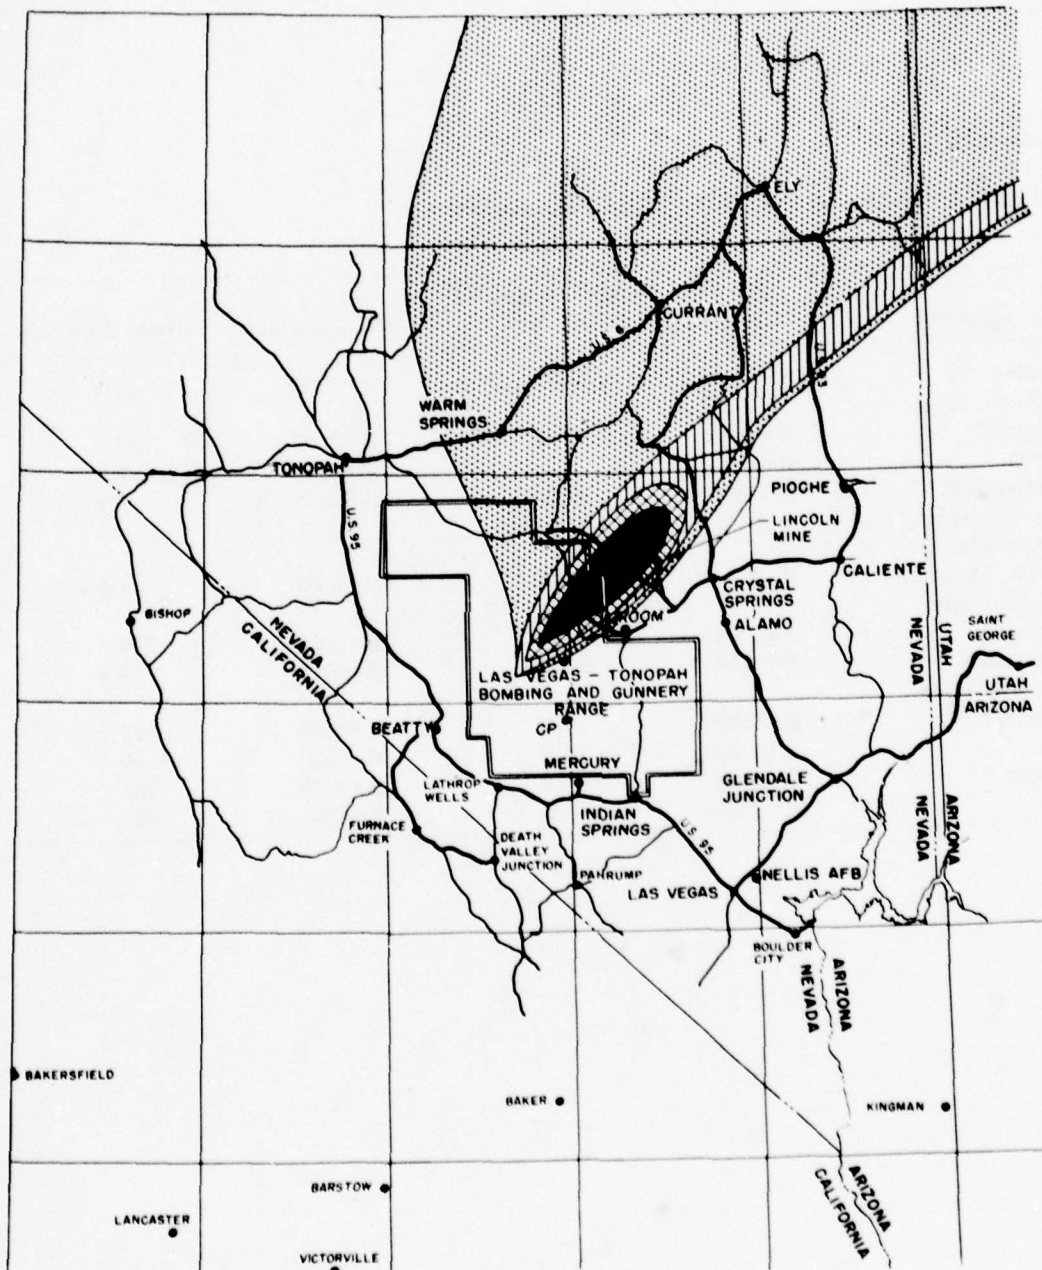 ELY
CURRANT
U.S. 6
U.S. 93
WARM
SPRINGS
TONOPAH
U S 95
PIOCHE
LINCOLN
MINE
CALIENTE
CRYSTAL
SPRINGS
ALAMO
BISHOP
NEVADA
CALIFORNIA
UTAH
NEVADA
SAINT
GEORGE
UTAH
ARIZONA
LAS VEGAS - TONOPAH
BOMBING AND GUNNERY
RANGE
CP
BEATTY
MERCURY
LATHROP
WELLS
GLENDALE
JUNCTION
INDIAN
SPRINGS
FURNACE
CREEK
DEATH
VALLEY
JUNCTION
U S 95
ARIZONA
NEVADA
PAHRUMP
NELLIS AFB
LAS VEGAS
BOULDER
CITY
ARIZONA
NEVADA
BAKERSFIELD
BAKER
KINGMAN
BARSTOW
ARIZONA
CALIFORNIA
LANCASTER
VICTORVILLE